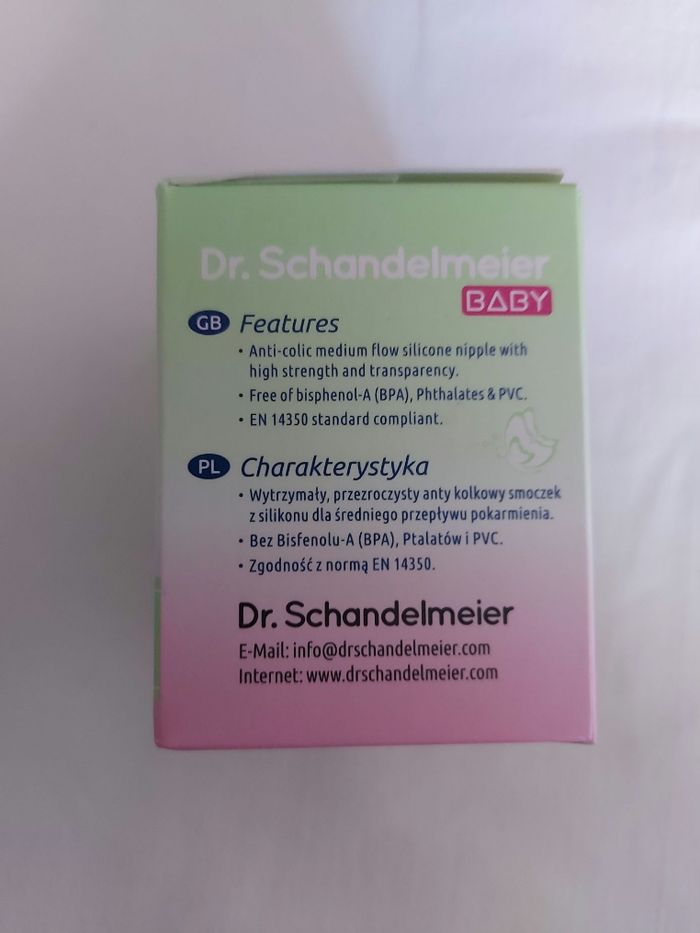 Dr. Schandelmeier
BABY
GB Features
• Anti-colic medium flow silicone nipple with
high strength and transparency.
• Free of bisphenol-A (BPA), Phthalates & PVC.
• EN 14350 standard compliant.
PL Charakterystyka
• Wytrzymały, przezroczysty anty kolkowy smoczek
z silikonu dla średniego przepływu pokarmienia.
• Bez Bisfenolu-A (BPA), Ptalatów i PVC.
• Zgodność z normą EN 14350.
Dr. Schandelmeier
E-Mail: info@drschandelmeier.com
Internet: www.drschandelmeier.com